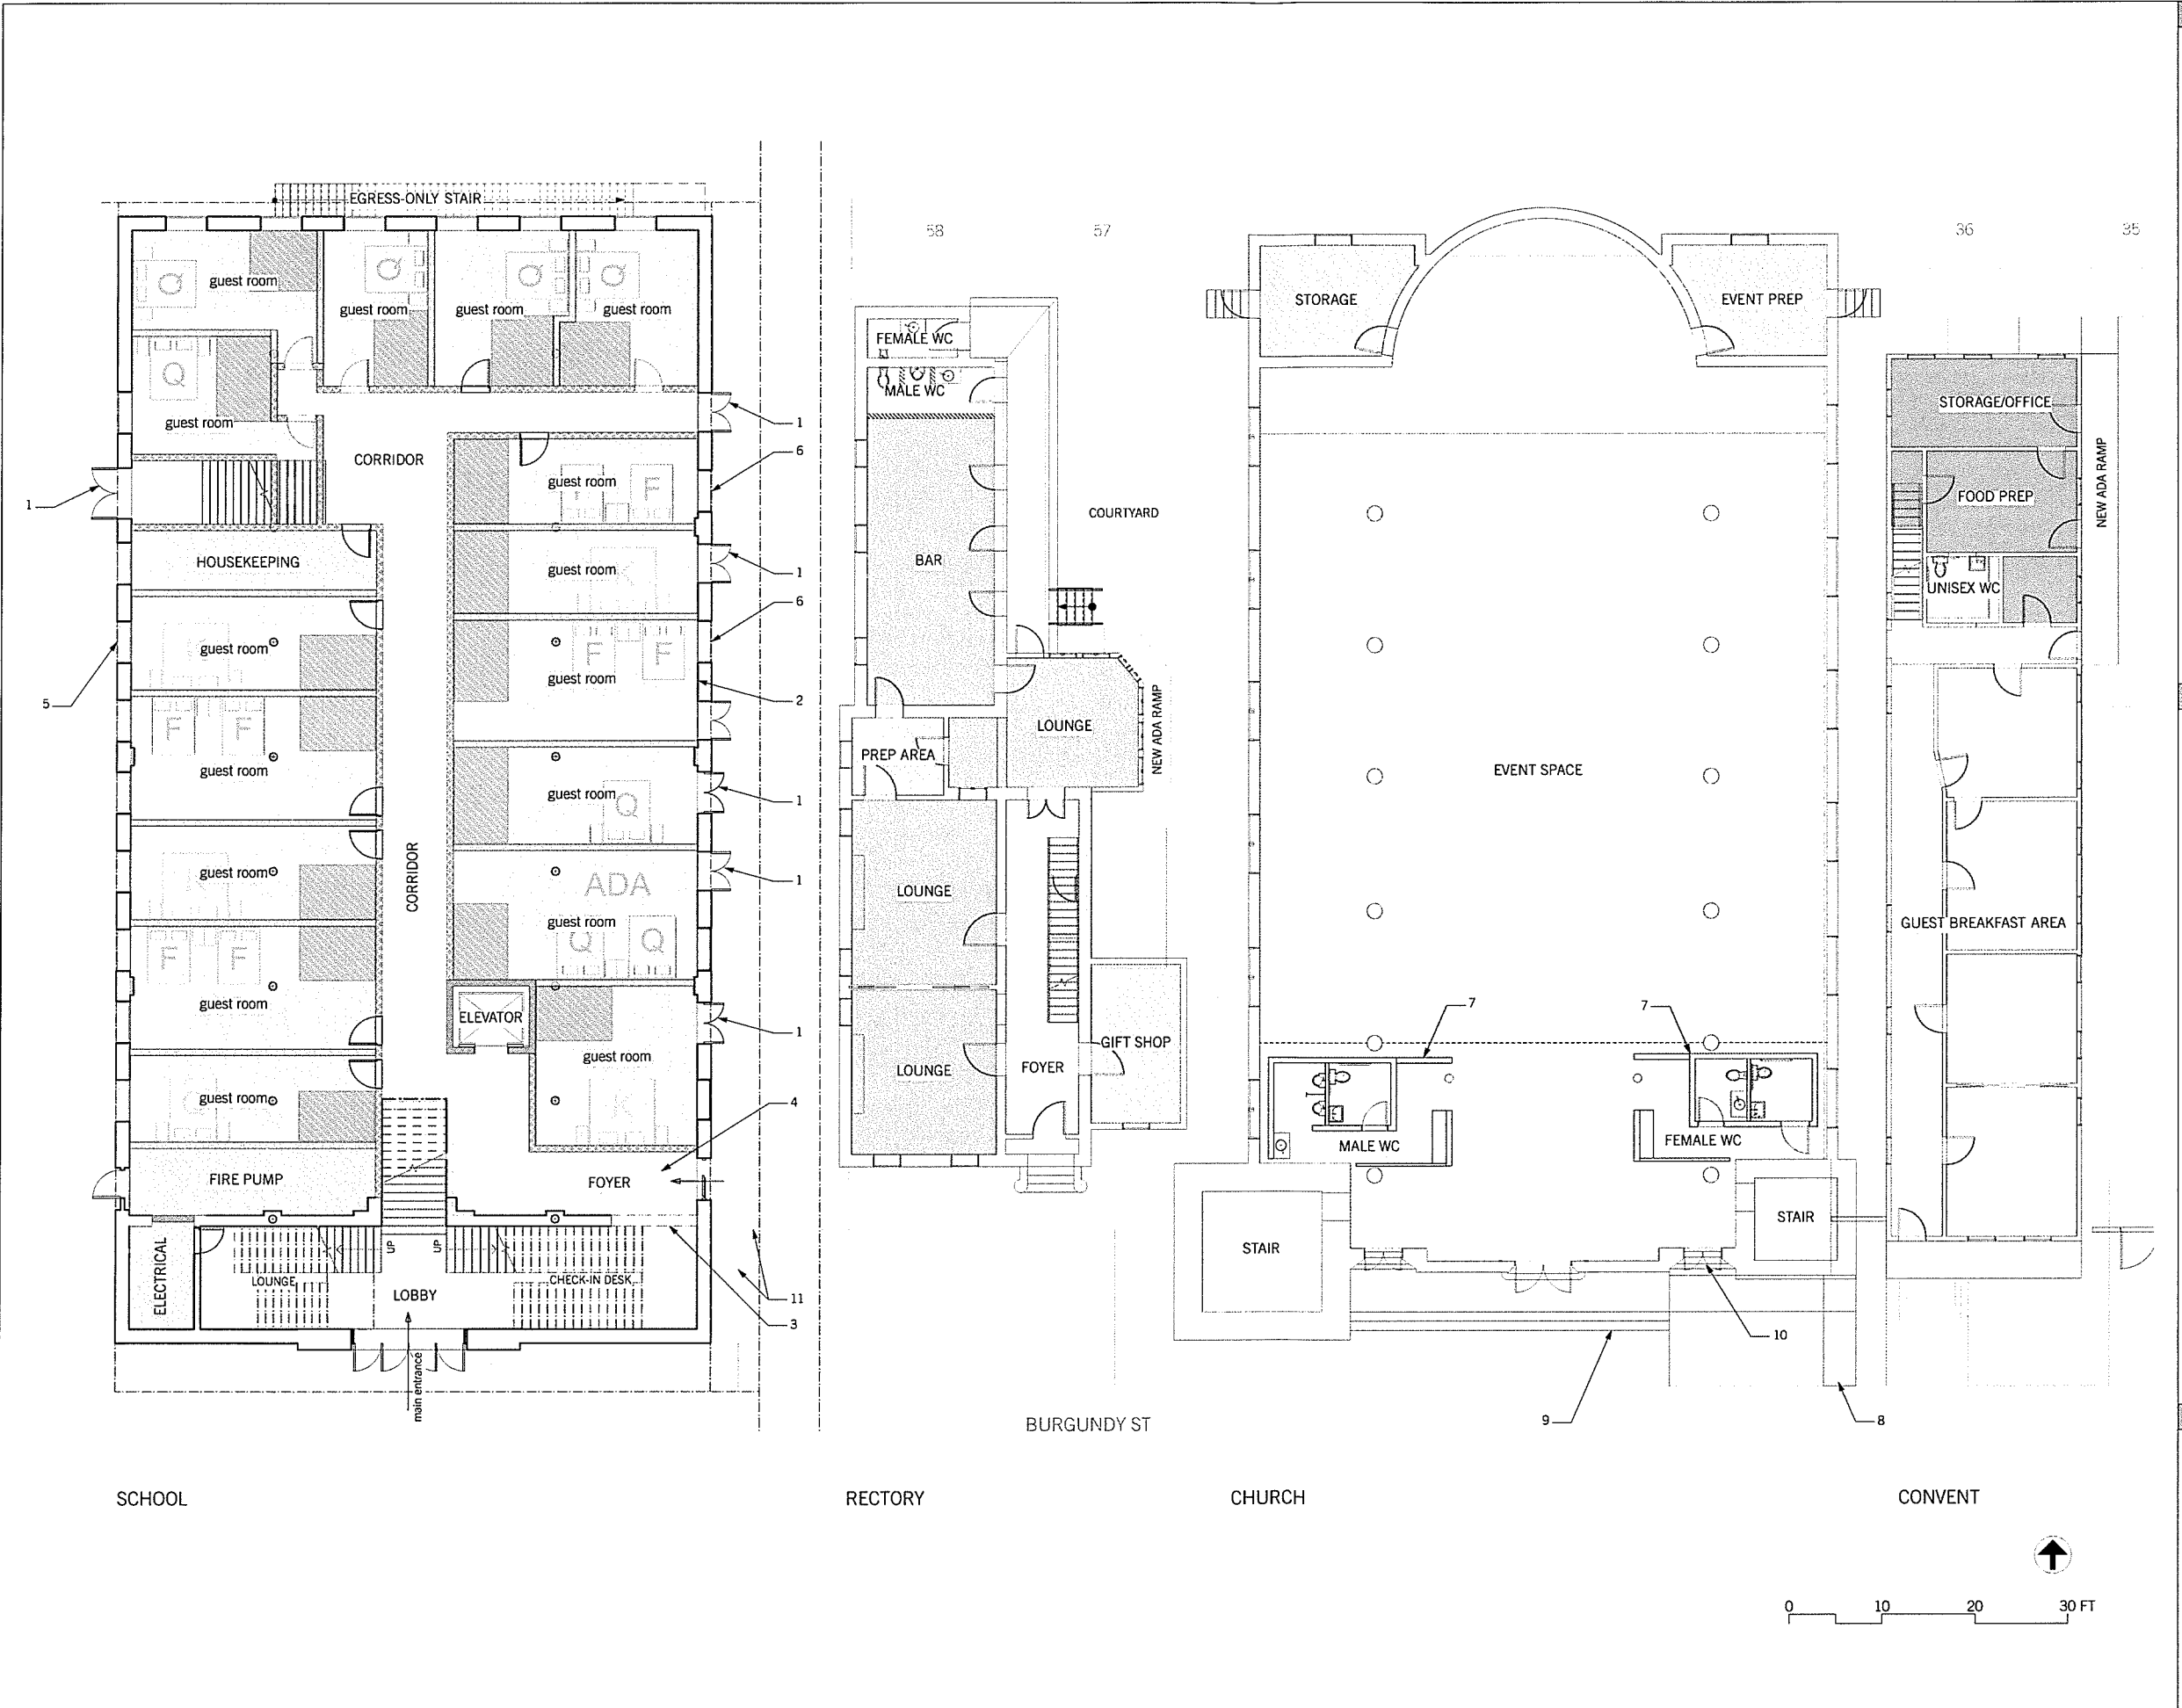 EGRESS-ONLY STAIR
Q
guest room
Q
guest room
Q
guest room
Q
guest room
Q
guest room
1
CORRIDOR
6
F
F
guest room
1
HOUSEKEEPING
guest room
1
6
guest room
F
F
guest room
5
2
F
F
guest room
guest room
Q
1
CORRIDOR
guest room
ADA
guest room
Q
Q
1
F
F
guest room
ELEVATOR
guest room
K
1
guest room
4
FIRE PUMP
FOYER
ELECTRICAL
UP
UP
LOUNGE
CHECK-IN DESK
LOBBY
11
3
main entrance
58
57
FEMALE WC
MALE WC
BAR
COURTYARD
LOUNGE
NEW ADA RAMP
PREP AREA
LOUNGE
LOUNGE
FOYER
GIFT SHOP
BURGUNDY ST
STORAGE
EVENT PREP
EVENT SPACE
7
7
MALE WC
FEMALE WC
STAIR
STAIR
10
9
8
36
35
STORAGE/OFFICE
FOOD PREP
NEW ADA RAMP
UNISEX WC
GUEST BREAKFAST AREA
SCHOOL
RECTORY
CHURCH
CONVENT
0 10 20 30 FT